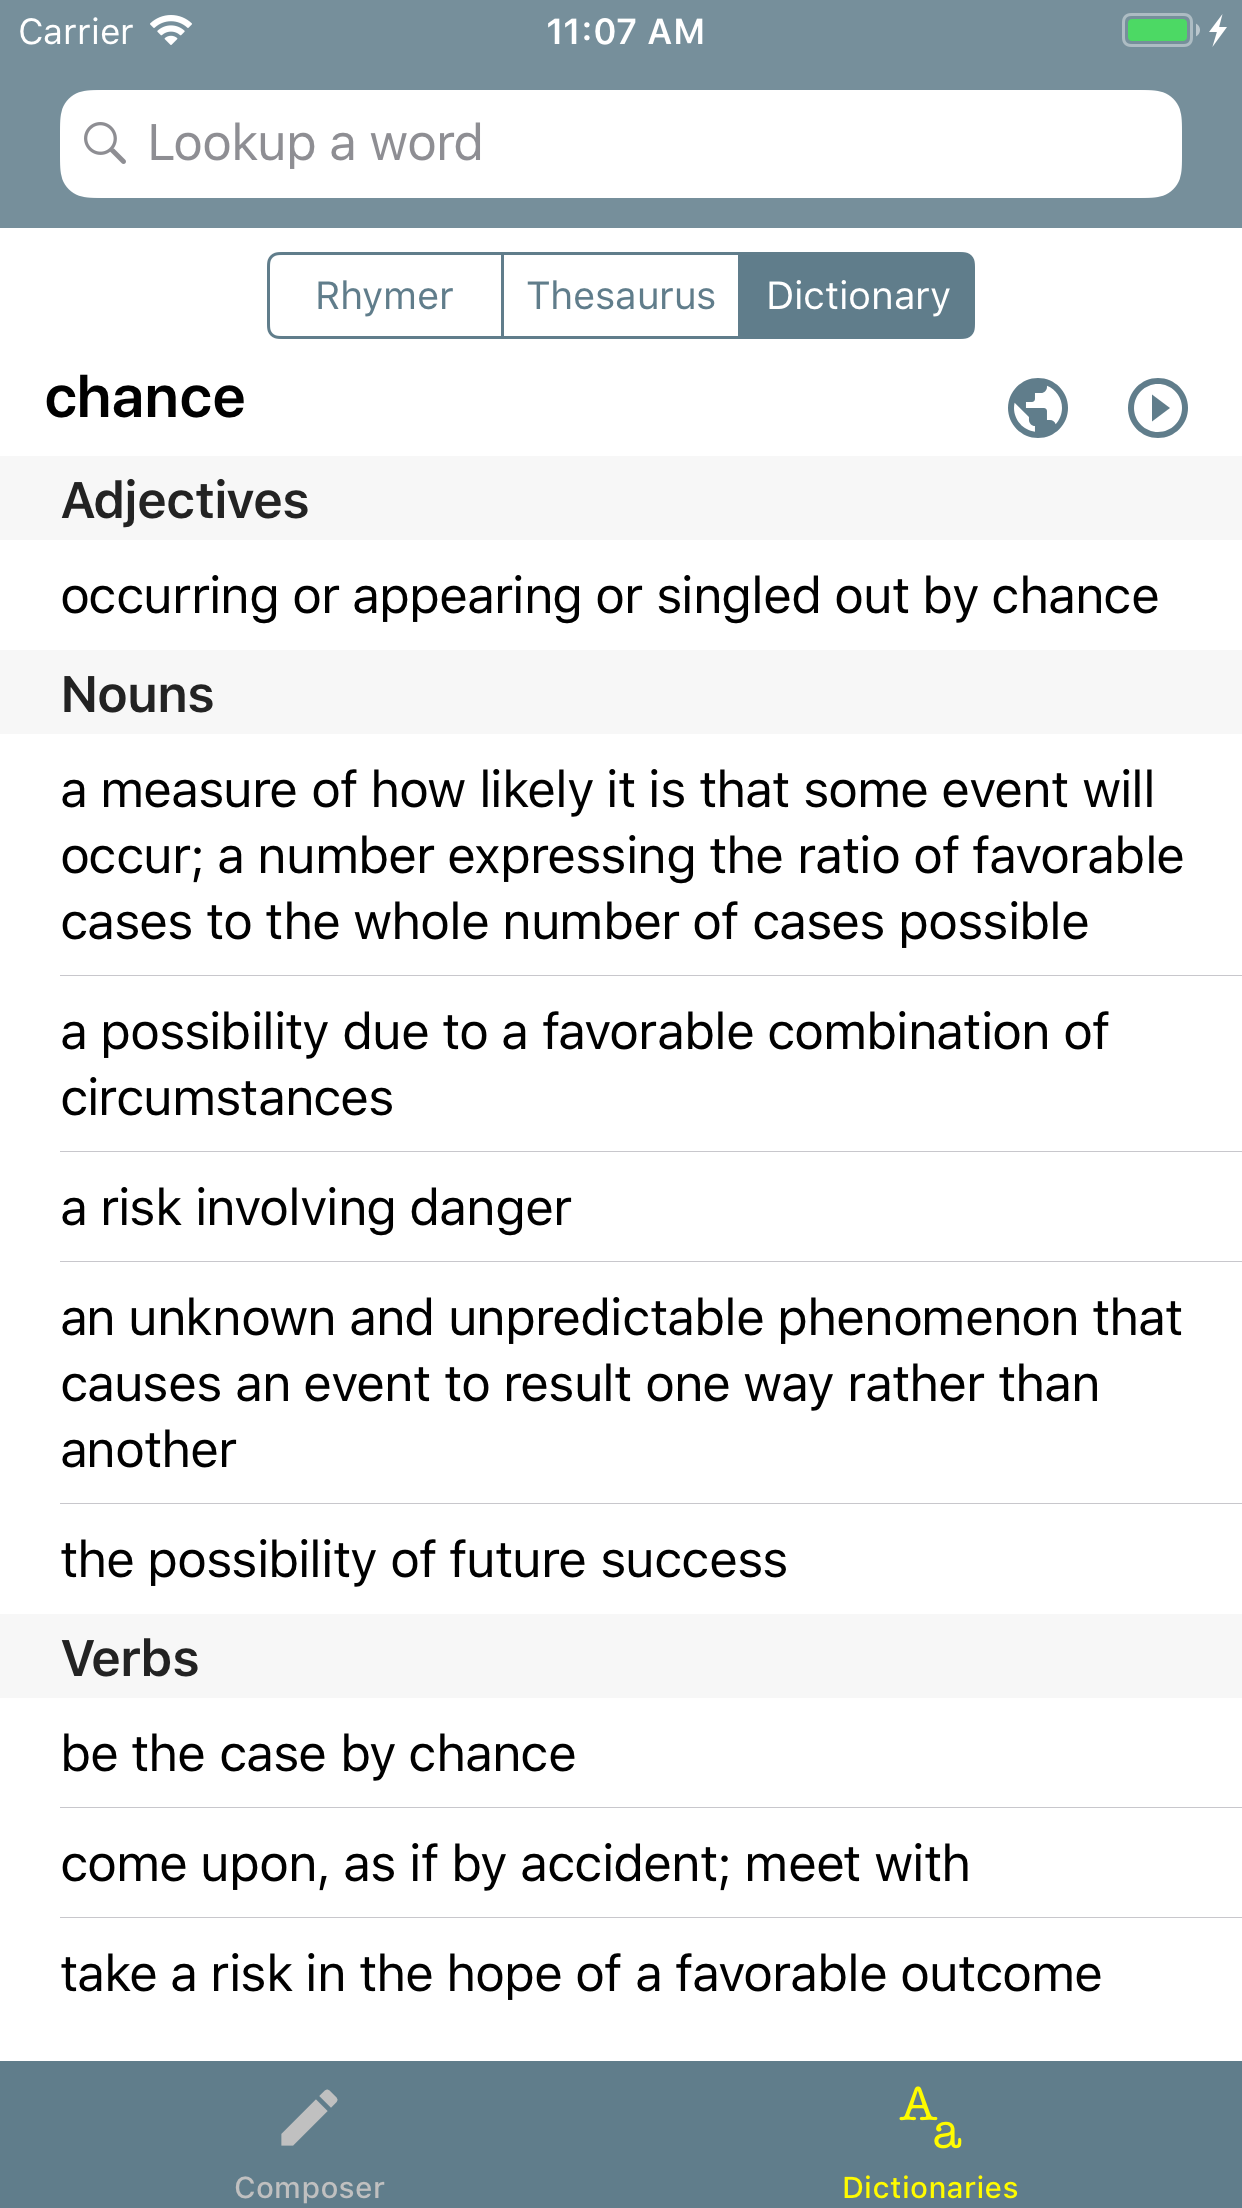 Carrier 11:07 AM
Lookup a word
Rhymer Thesaurus Dictionary
chance
Adjectives
occurring or appearing or singled out by chance
Nouns
a measure of how likely it is that some event will
occur; a number expressing the ratio of favorable
cases to the whole number of cases possible
a possibility due to a favorable combination of
circumstances
a risk involving danger
an unknown and unpredictable phenomenon that
causes an event to result one way rather than
another
the possibility of future success
Verbs
be the case by chance
come upon, as if by accident; meet with
take a risk in the hope of a favorable outcome
Aa
Composer Dictionaries